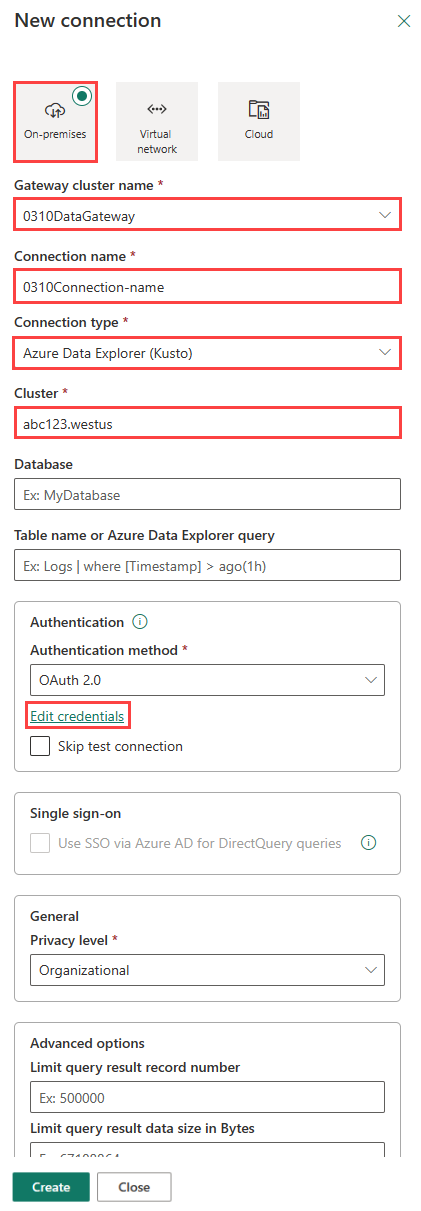 New connection
On-premises
Virtual
network
Cloud
Gateway cluster name *
0310DataGateway
Connection name *
0310Connection-name
Connection type *
Azure Data Explorer (Kusto)
Cluster *
abc123.westus
Database
Ex: MyDatabase
Table name or Azure Data Explorer query
Ex: Logs | where [Timestamp] > ago(1h)
Authentication
Authentication method *
OAuth 2.0
Edit credentials
Skip test connection
Single sign-on
Use SSO via Azure AD for DirectQuery queries
General
Privacy level *
Organizational
Advanced options
Limit query result record number
Ex: 500000
Limit query result data size in Bytes
Create
Close